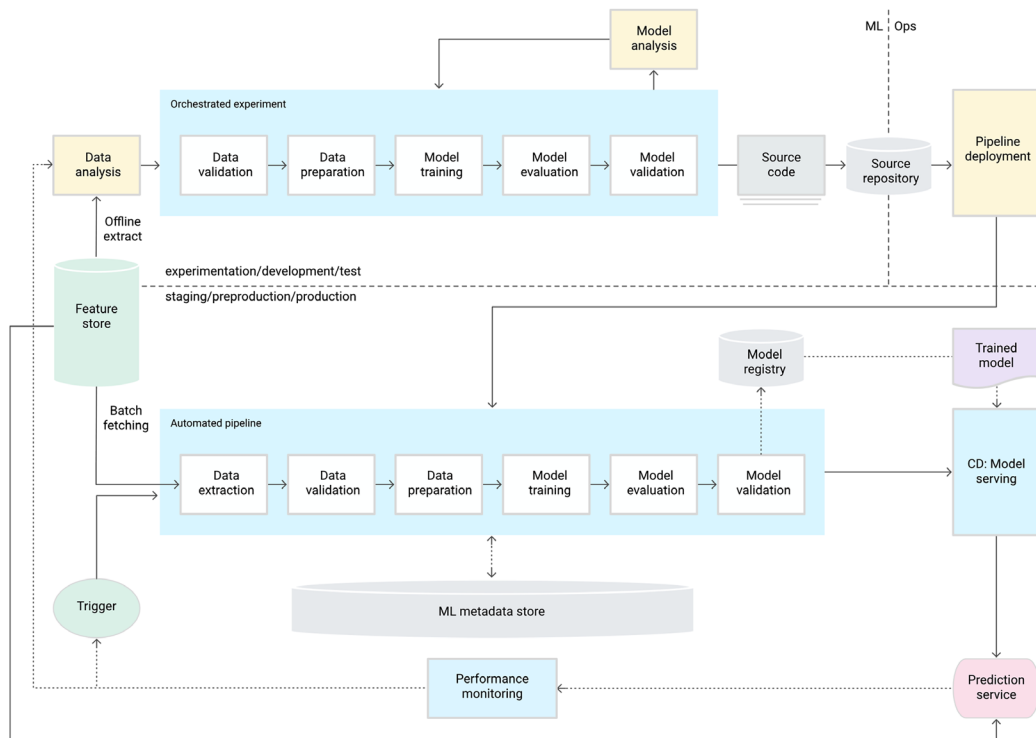 Model
analysis
ML
Ops
Orchestrated experiment
Data
analysis
Data
validation
Data
preparation
Model
training
Model
evaluation
Model
validation
Source
code
Source
repository
Pipeline
deployment
Offline
extract
experimentation/development/test
staging/preproduction/production
Feature
store
Model
registry
Trained
model
Batch
fetching
Automated pipeline
Data
extraction
Data
validation
Data
preparation
Model
training
Model
evaluation
Model
validation
CD: Model
serving
Trigger
ML metadata store
Performance
monitoring
Prediction
service